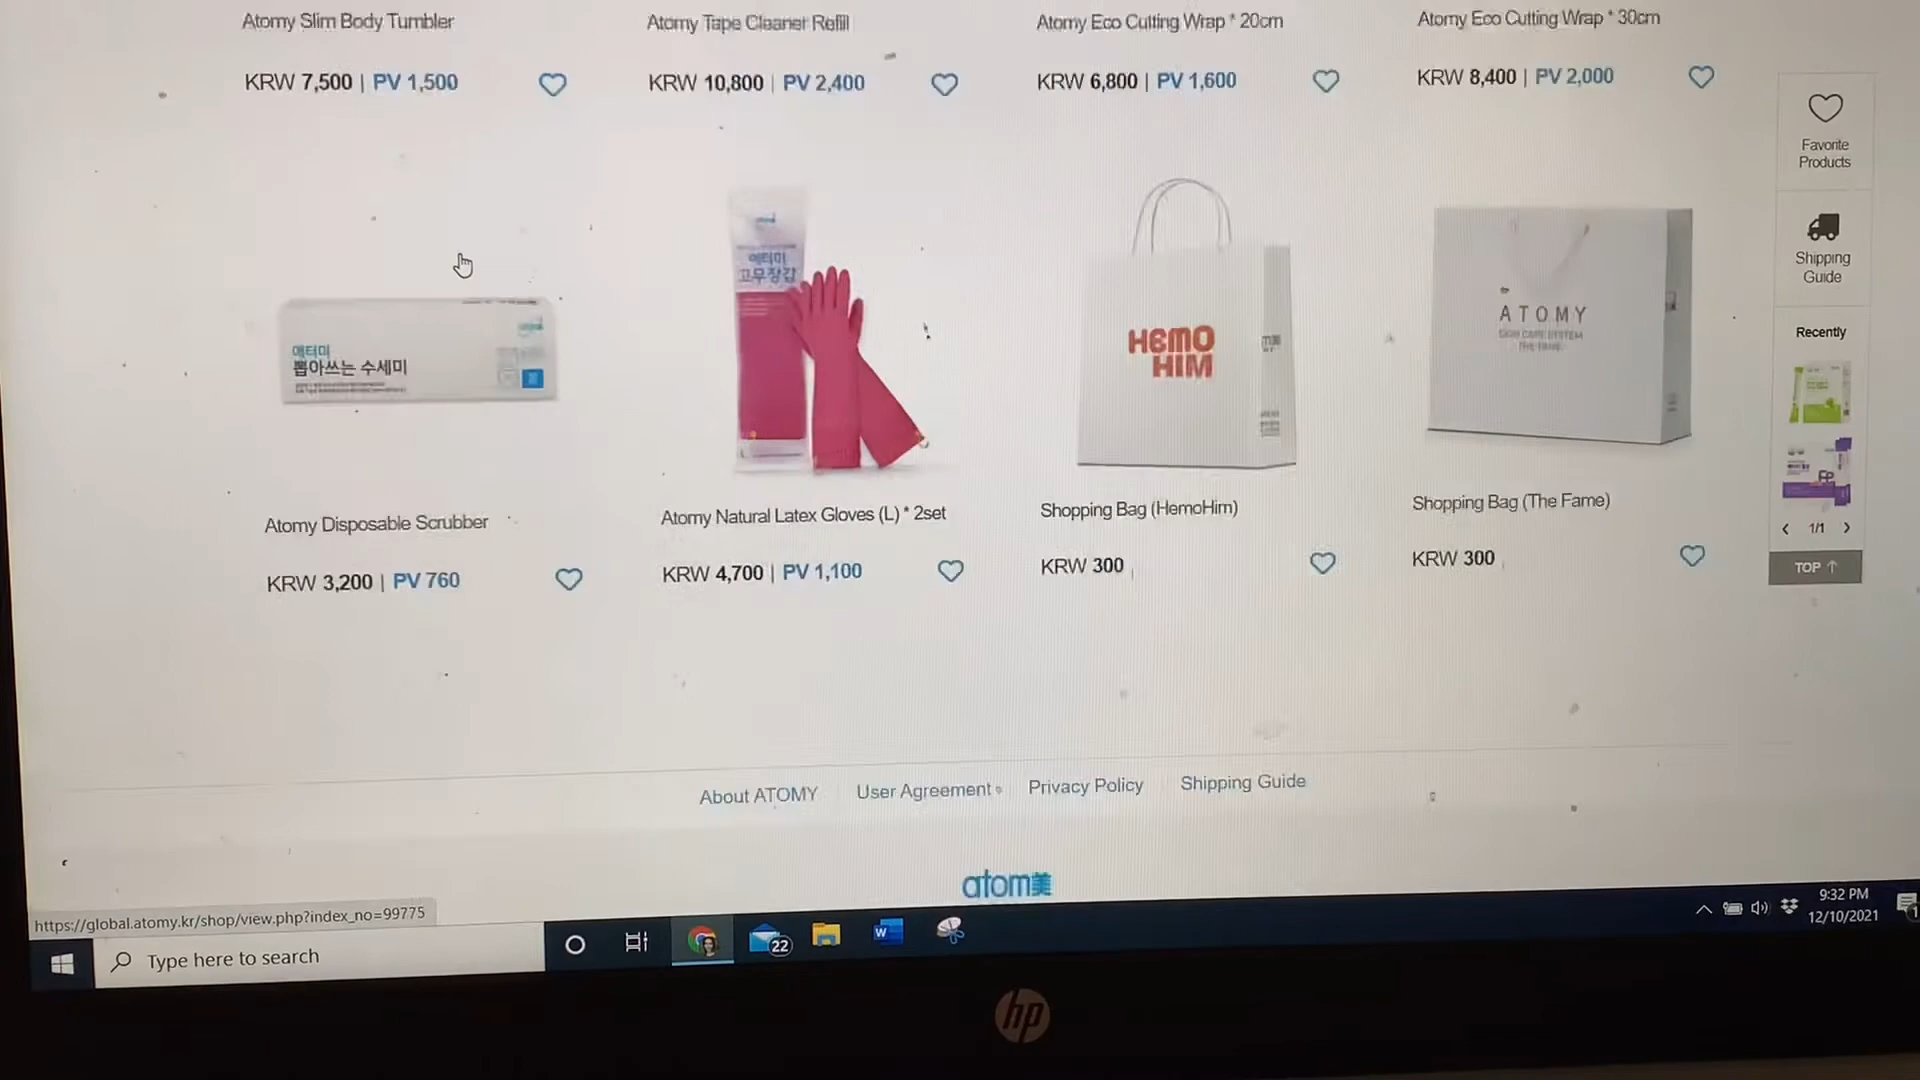 Atomy Slim Body Tumbler
Atomy Tape Cleaner Refill
Atomy Eco Cutting Wrap * 20cm
Atomy Eco Cutting Wrap * 30cm
KRW 7,500 | PV 1,500
KRW 10,800 | PV 2,400
KRW 6,800 | PV 1,600
KRW 8,400 | PV 2,000
Favorite
Products
Shipping
Guide
Recently
애터미
뽑아쓰는 수세미
애터미
고무장갑
HEMO
HIM
ATOMY
SKIN CARE SYSTEM
THE FAME
Atomy Disposable Scrubber
Atomy Natural Latex Gloves (L) * 2set
Shopping Bag (HemoHim)
Shopping Bag (The Fame)
KRW 3,200 | PV 760
KRW 4,700 | PV 1,100
KRW 300
KRW 300
1/1
TOP
About ATOMY
User Agreement
Privacy Policy
Shipping Guide
atom美
https://global.atomy.kr/shop/view.php?index_no=99775
Type here to search
22
9:32 PM
12/10/2021
hp